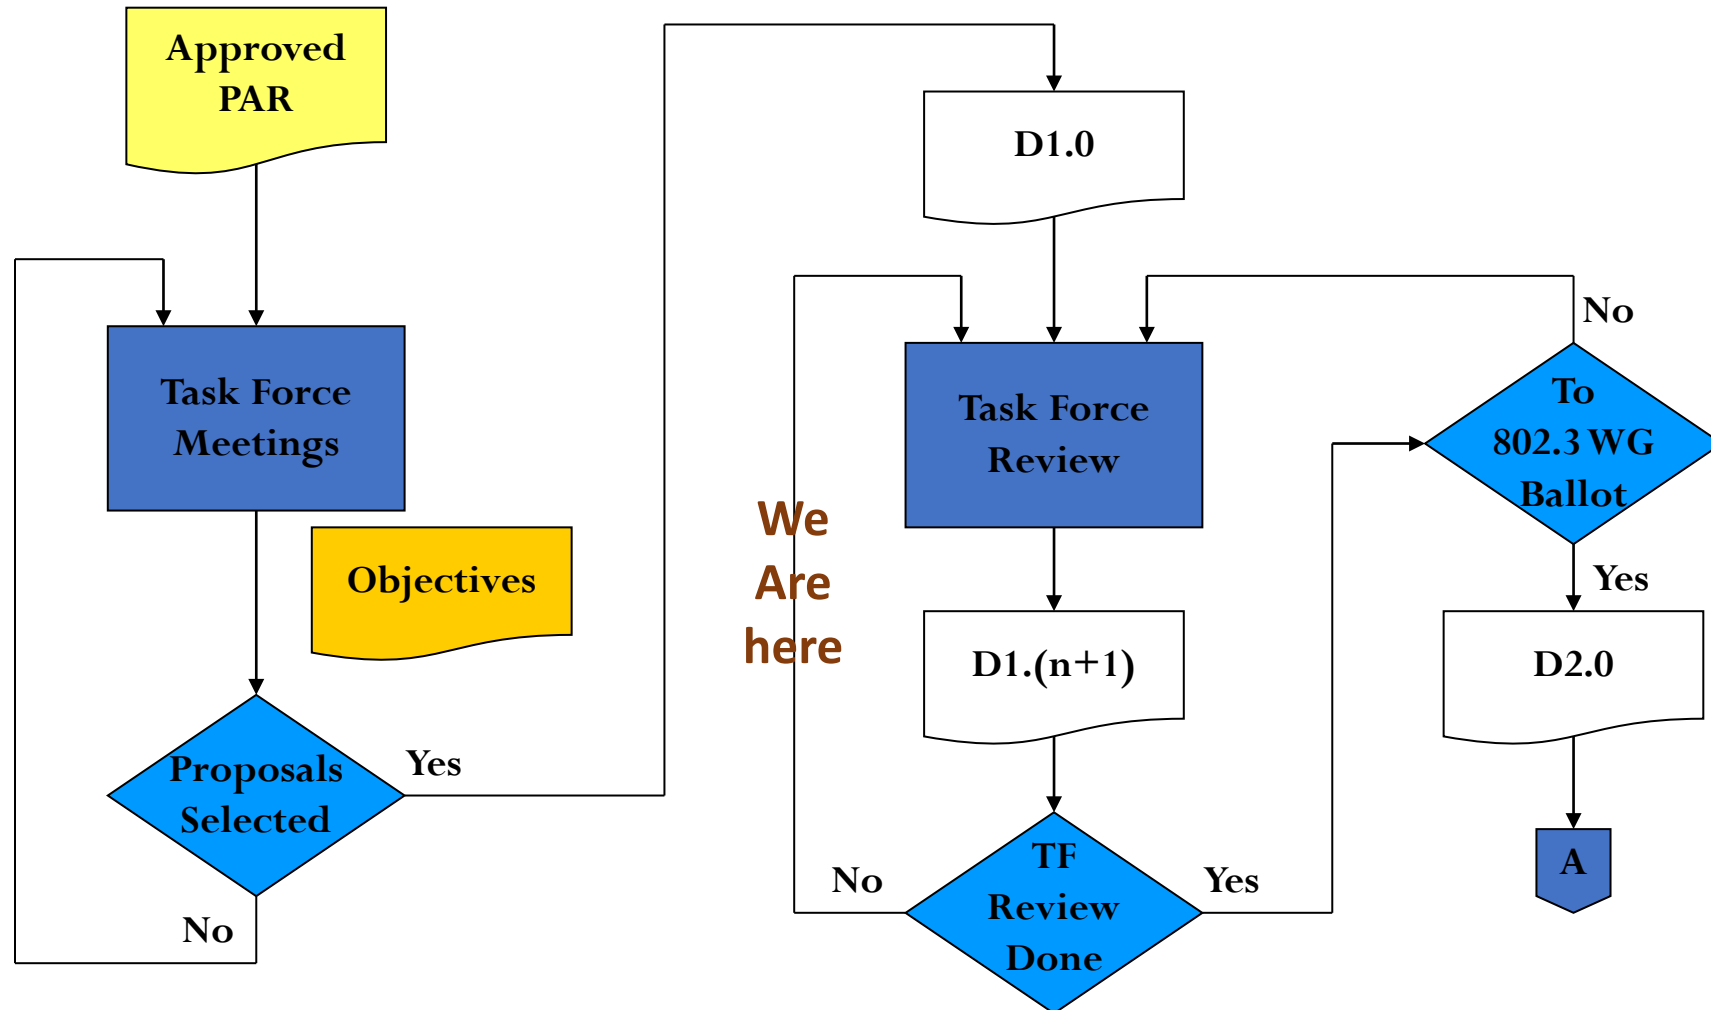 Approved
PAR
Task Force
Meetings
Objectives
Proposals
Selected
Yes
No
D1.0
Task Force
Review
We
Are
here
D1.(n+1)
TF
Review
Done
No
Yes
To
802.3 WG
Ballot
No
Yes
D2.0
A